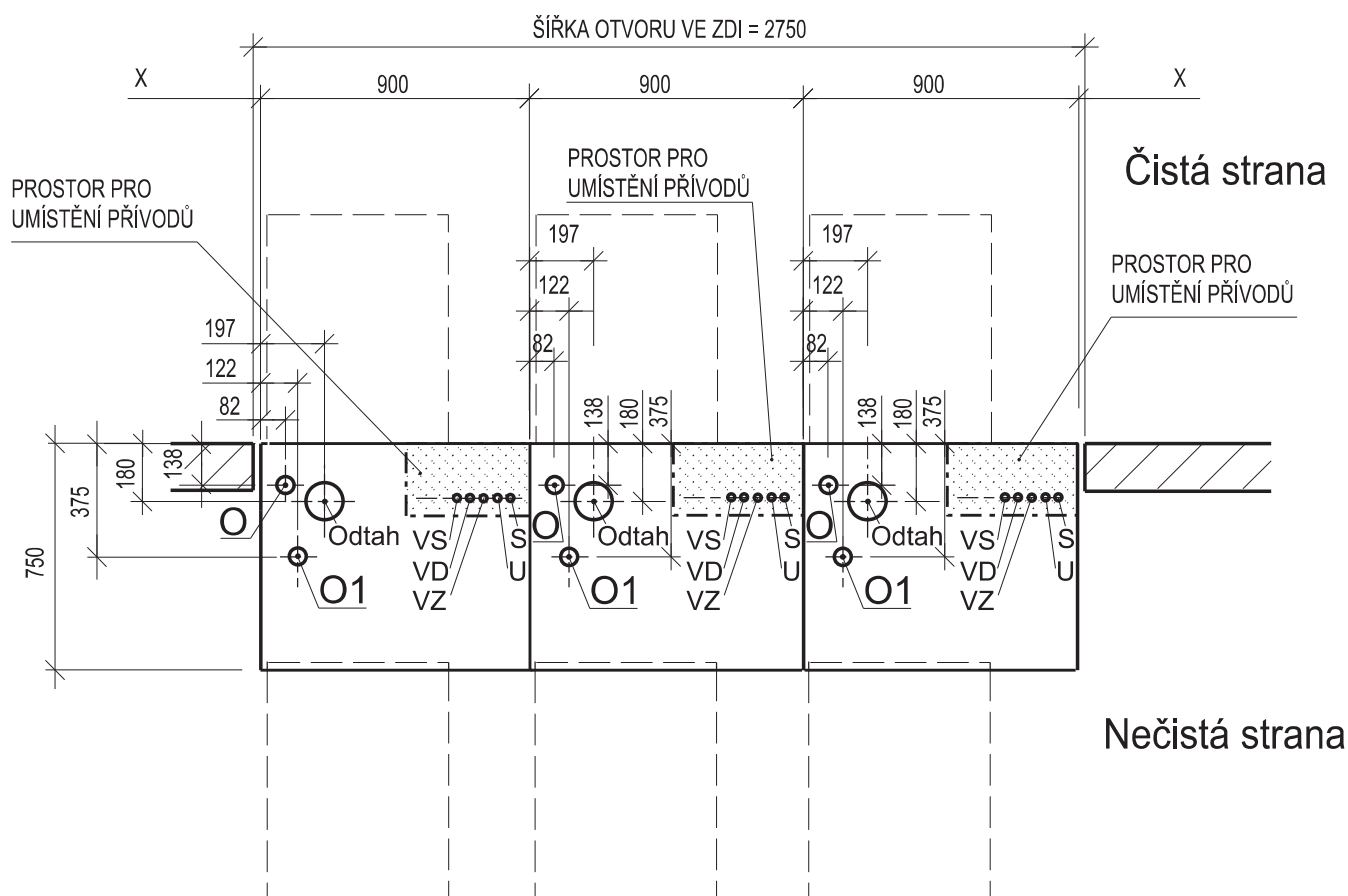 ŠÍŘKA OTVORU VE ZDI = 2750
X
900
900
900
X
Čistá strana
PROSTOR PRO
UMÍSTĚNÍ PŘÍVODŮ
PROSTOR PRO
UMÍSTĚNÍ PŘÍVODŮ
PROSTOR PRO
UMÍSTĚNÍ PŘÍVODŮ
197
122
82
197
122
82
197
122
82
138
180
375
138
180
375
138
180
375
750
O
Odtah
O1
VS
VD
VZ
S
U
O
Odtah
O1
VS
VD
VZ
S
U
O
Odtah
O1
VS
VD
VZ
S
U
Nečistá strana